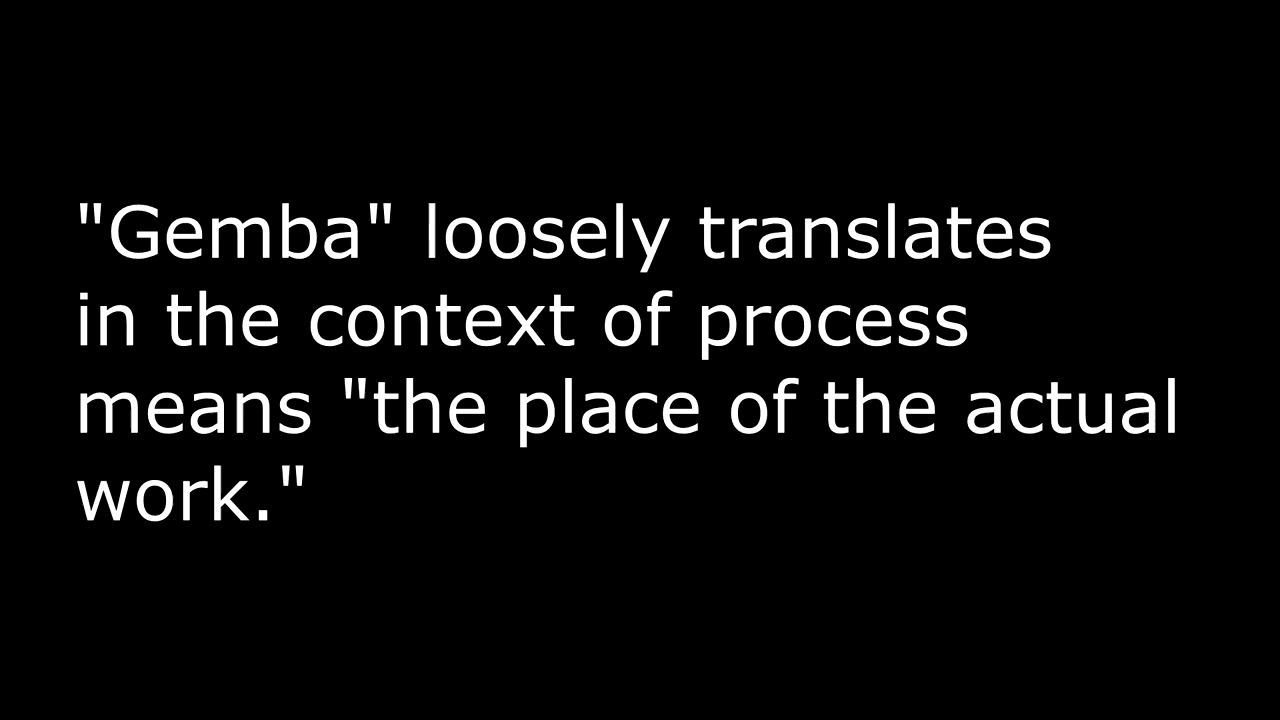 "Gemba" loosely translates
in the context of process
means "the place of the actual
work."